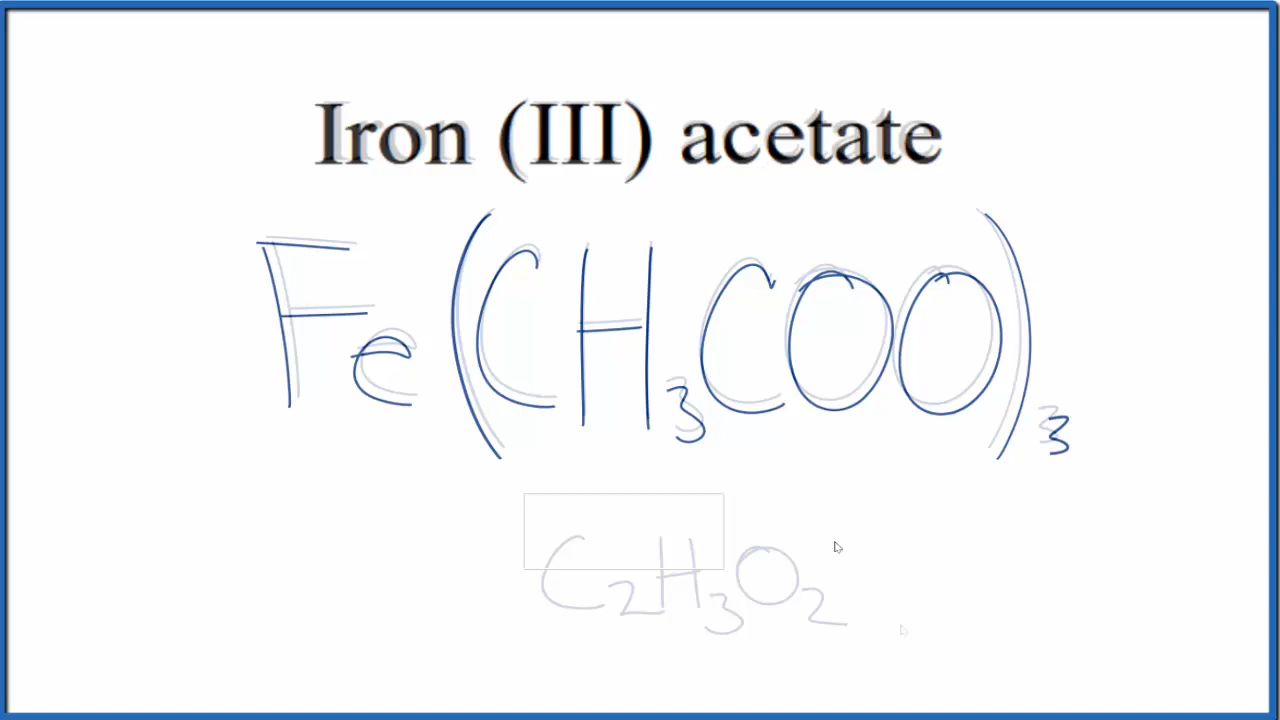 Iron (III) acetate
Fe(CH₃COO)₃
C₂H₃O₂